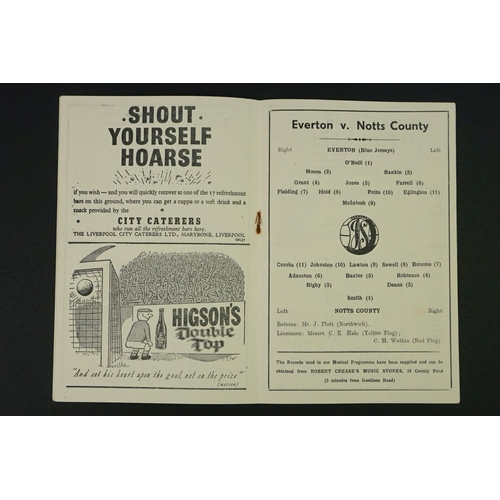 ·SHOUT·
YOURSELF
HOARSE
if you wish — and you will quickly recover at one of the 17 refreshment
bars on this ground, where you can get a cuppa or a soft drink and a
snack provided by the
CITY CATERERS
who run all the refreshment bars here.
THE LIVERPOOL CITY CATERERS LTD., MARYBONE, LIVERPOOL
HIGSON'S
Double
Top
"And set his heart upon the goal, not on the prize"
(WATSON)
Everton v. Notts County
Right EVERTON (Blue Jerseys) Left
O'Neill (1)
Moore (2) Rankin (3)
Grant (4) Jones (5) Farrell (6)
Fielding (7) Hold (8) Potts (10) Eglington (11)
McIntosh (9)
Crooks (11) Johnston (10) Lawton (9) Sewell (8) Broome (7)
Adamson (6) Baxter (5) Robinson (4)
Rigby (3) Deans (2)
Smith (1)
Left NOTTS COUNTY Right
Referee: Mr. J. Flott (Northwich).
Linesmen: Messrs. C. E. Hale (Yellow Flag);
C. H. Watkin (Red Flag).
The Records used in our Musical Programmes have been supplied and can be
obtained from ROBERT CREASE'S MUSIC STORES, 18 County Road
(3 minutes from Goodison Road)